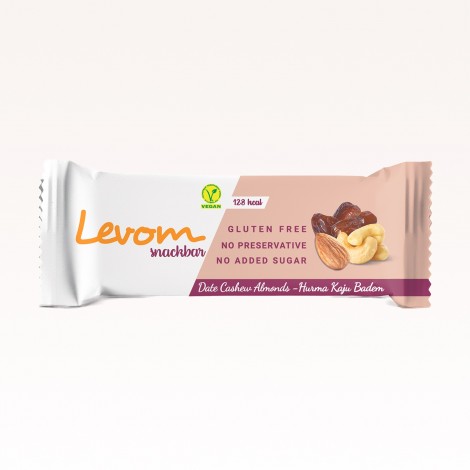 VEGAN
128 kcal
Levom
snackbar
GLUTEN FREE
NO PRESERVATIVE
NO ADDED SUGAR
Date Cashew Almonds - Hurma Kaju Badem